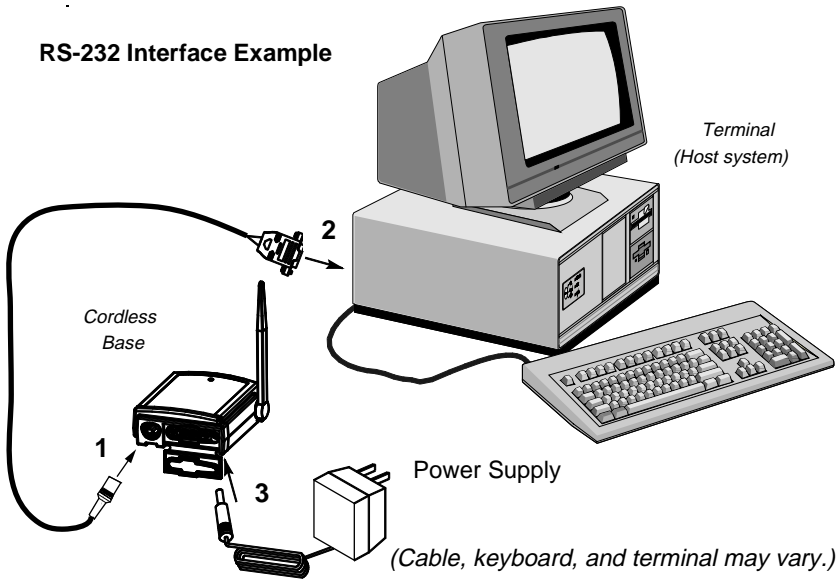 RS-232 Interface Example
Terminal
(Host system)
2
Cordless
Base
1
3
Power Supply
(Cable, keyboard, and terminal may vary.)